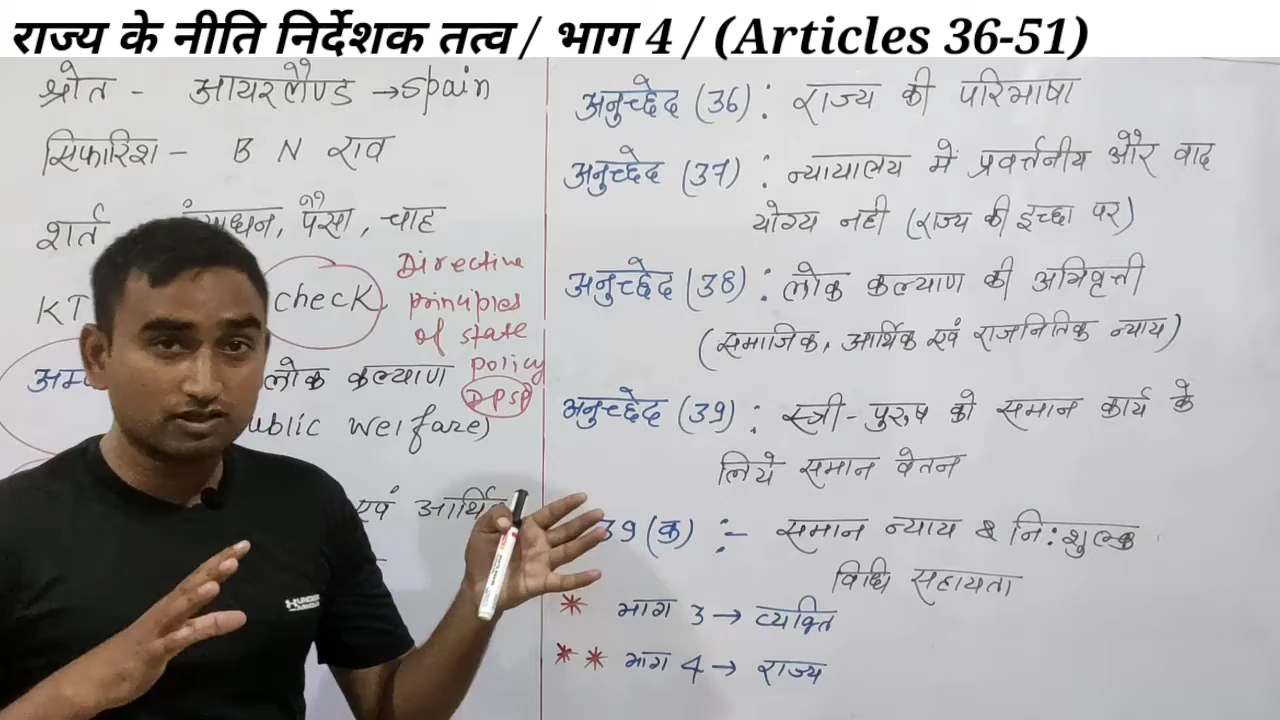 राज्य के नीति निर्देशक तत्व / भाग 4 / (Articles 36-51)
श्रोत - आयरलैण्ड → Spain
सिफारिश - B N राव
शर्त
पैसा, चाह
KT
check
Directive
principles
of state
policy
DPSP
लोक कल्याण
ublic welfare)
एवं आर्थि
अनुच्छेद (36) : राज्य की परिभाषा
अनुच्छेद (37) : न्यायालय में प्रवर्त्तनीय और वाद
योग्य नही (राज्य की इच्छा पर)
अनुच्छेद (38) : लोक कल्याण की अभिवृत्ती
(समाजिक, आर्थिक एवं राजनितिक न्याय)
अनुच्छेद (39) : स्त्री-पुरुष को समान कार्य के
लिये समान वेतन
39 (क) :- समान न्याय & नि:शुल्क
विधि सहायता
* भाग 3 → व्यक्ति
** भाग 4 → राज्य